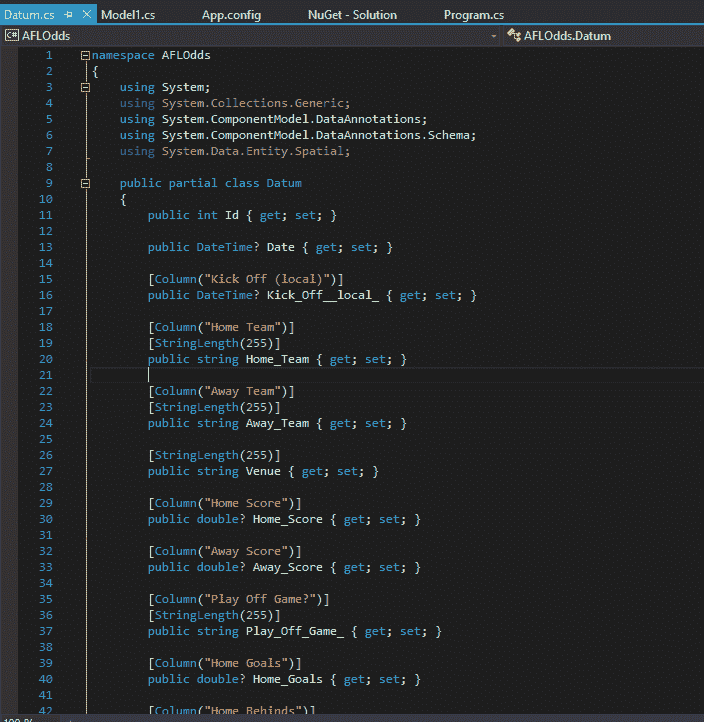 Datum.cs Model1.cs App.config NuGet - Solution Program.cs
C# AFLOdds AFLOdds.Datum
1 namespace AFLOdds
2 {
3 using System;
4 using System.Collections.Generic;
5 using System.ComponentModel.DataAnnotations;
6 using System.ComponentModel.DataAnnotations.Schema;
7 using System.Data.Entity.Spatial;
8
9 public partial class Datum
10 {
11 public int Id { get; set; }
12
13 public DateTime? Date { get; set; }
14
15 [Column("Kick Off (local)")]
16 public DateTime? Kick_Off__local_ { get; set; }
17
18 [Column("Home Team")]
19 [StringLength(255)]
20 public string Home_Team { get; set; }
21
22 [Column("Away Team")]
23 [StringLength(255)]
24 public string Away_Team { get; set; }
25
26 [StringLength(255)]
27 public string Venue { get; set; }
28
29 [Column("Home Score")]
30 public double? Home_Score { get; set; }
31
32 [Column("Away Score")]
33 public double? Away_Score { get; set; }
34
35 [Column("Play Off Game?")]
36 [StringLength(255)]
37 public string Play_Off_Game_ { get; set; }
38
39 [Column("Home Goals")]
40 public double? Home_Goals { get; set; }
41
42 [Column("Home Behinds")]
100 %